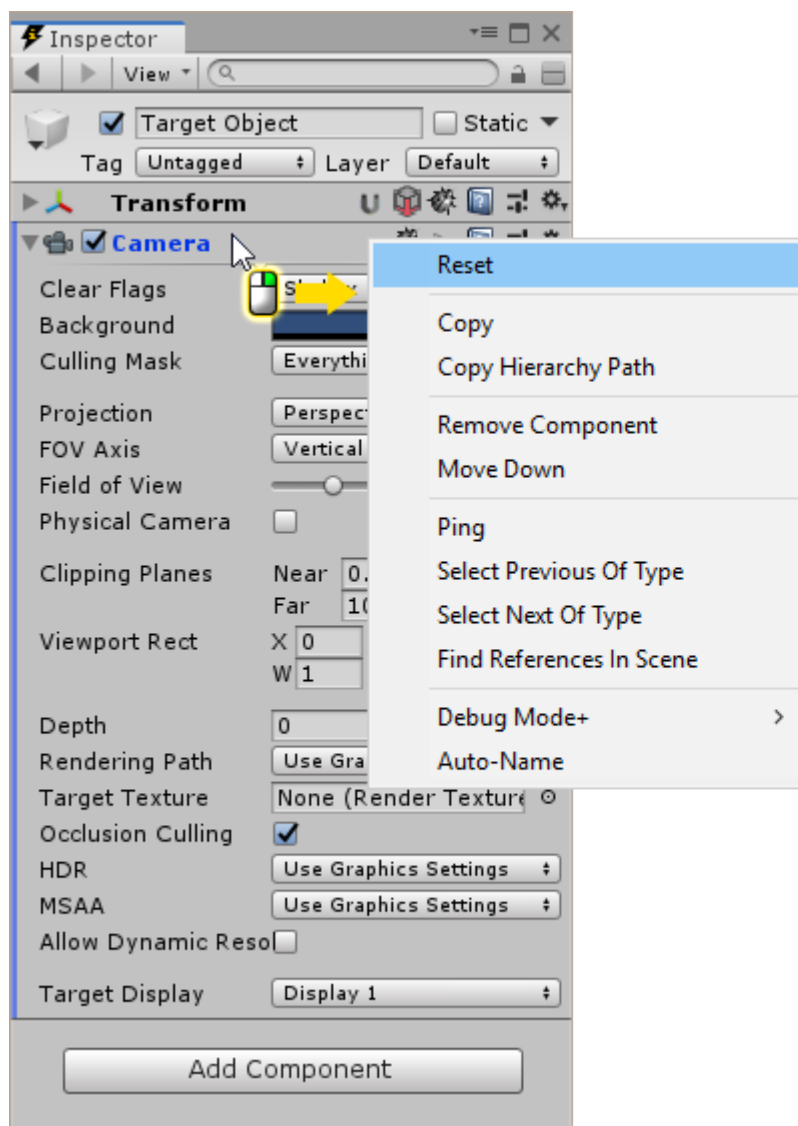 Inspector
View
Target Object Static
Tag Untagged Layer Default
Transform
Camera
Clear Flags
Background
Culling Mask
Projection
FOV Axis Vertical
Field of View
Physical Camera
Clipping Planes Near 0.
Far 10
Viewport Rect X 0
W 1
Depth 0
Rendering Path Use Gra
Target Texture None (Render Texture
Occlusion Culling
HDR Use Graphics Settings
MSAA Use Graphics Settings
Allow Dynamic Reso
Target Display Display 1
Add Component
Reset
Copy
Copy Hierarchy Path
Remove Component
Move Down
Ping
Select Previous Of Type
Select Next Of Type
Find References In Scene
Debug Mode+
Auto-Name